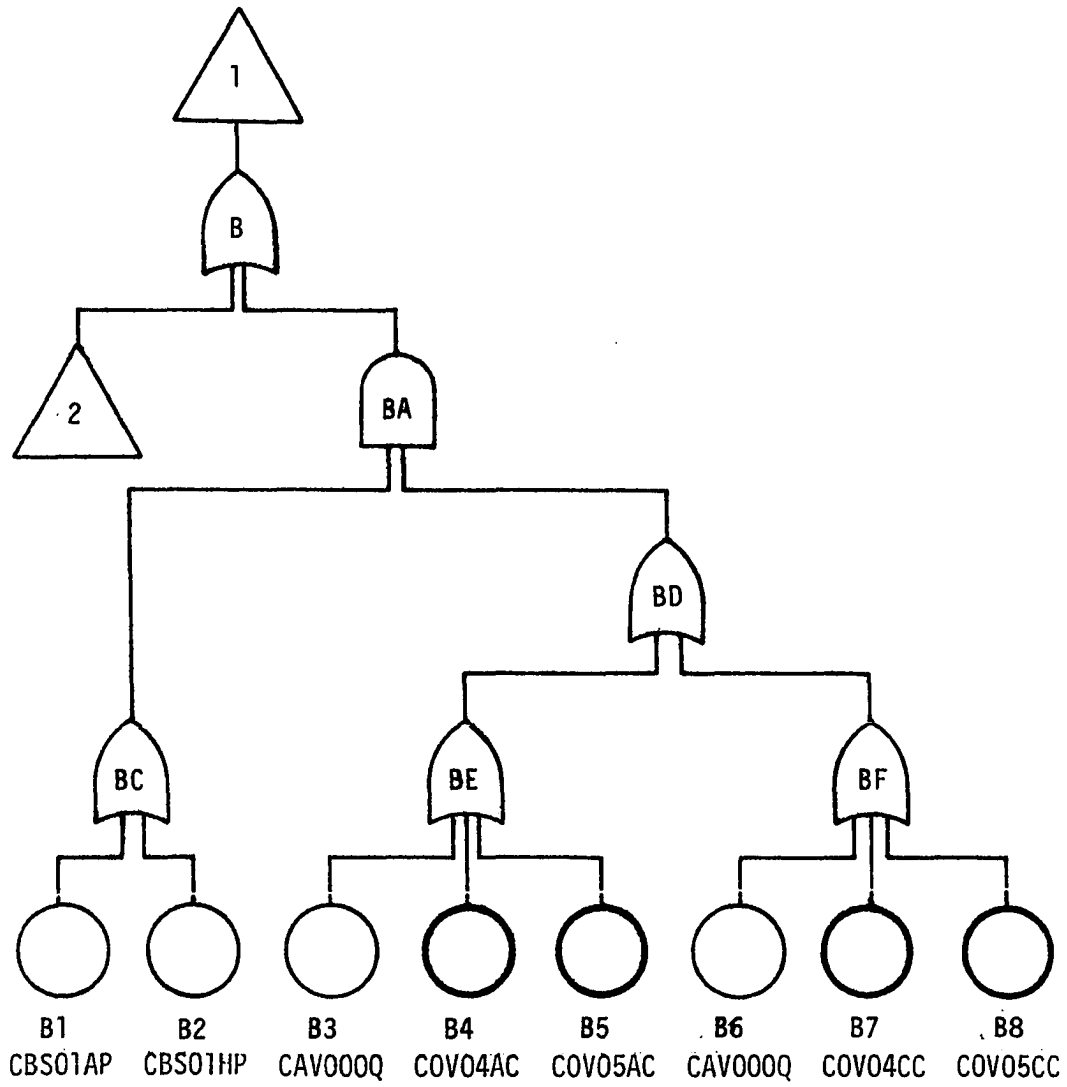 1
B
2
BA
BD
BC BE BF
B1 B2 B3 B4 B5 B6 B7 B8
CBS01AP CBS01HP CAV000Q COV04AC COV05AC CAV000Q COV04CC COV05CC